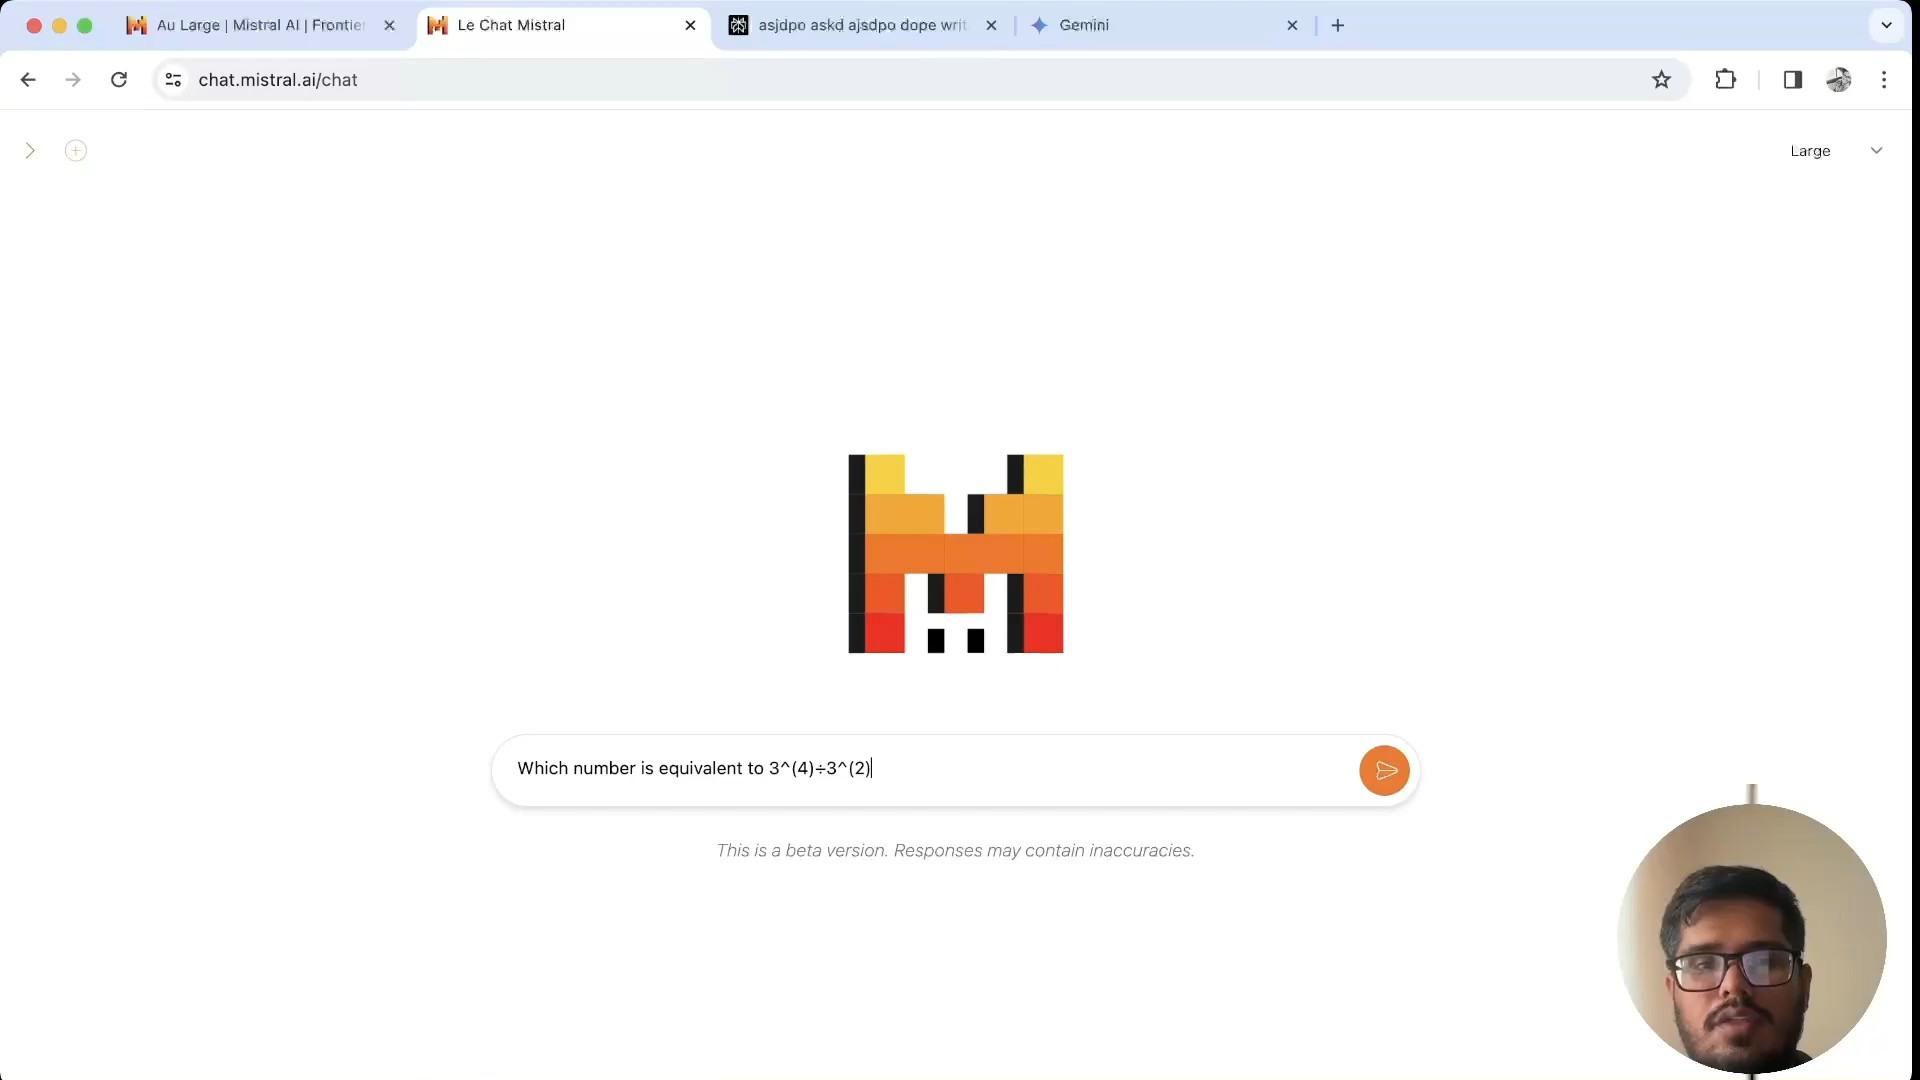 Au Large | Mistral AI | Frontier
Le Chat Mistral
asjdpo askd ajsdpo dope writ
Gemini
chat.mistral.ai/chat
Large
Which number is equivalent to 3^(4)÷3^(2)
This is a beta version. Responses may contain inaccuracies.